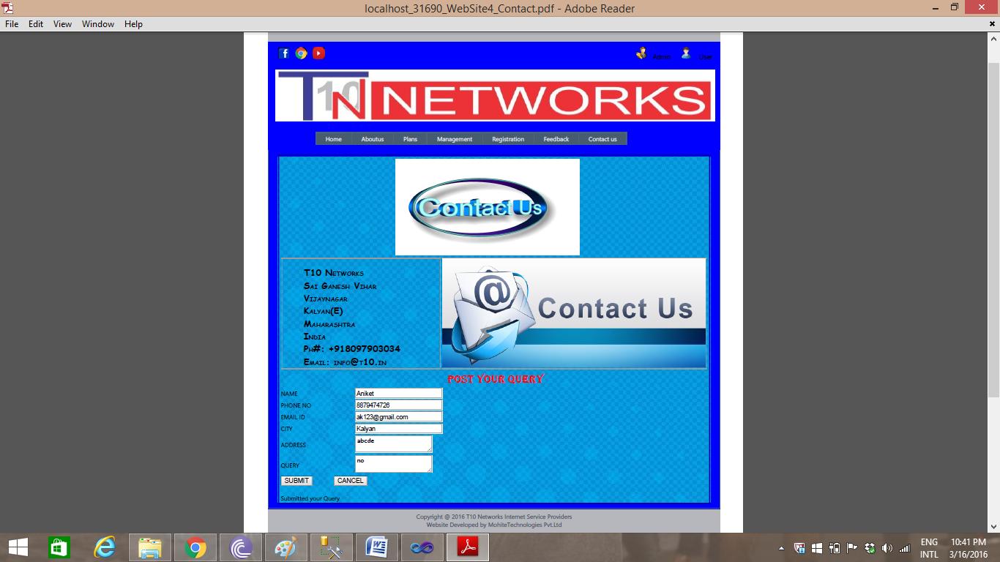 localhost_31690_WebSite4_Contact.pdf - Adobe Reader
File Edit View Window Help
Admin User
T10N NETWORKS
Home Aboutus Plans Management Registration Feedback Contact us
Contact Us
T10 Networks
Sai Ganesh Vihar
Vijaynagar
Kalyan(E)
Maharashtra
India
Ph#: +918097903034
Email: info@t10.in
@ Contact Us
POST YOUR QUERY
NAME Aniket
PHONE NO 8879474726
EMAIL ID ak123@gmail.com
CITY Kalyan
ADDRESS abcde
QUERY no
SUBMIT CANCEL
Submitted your Query
Copyright @ 2016 T10 Networks Internet Service Providers
Website Developed by MohiteTechnologies Pvt.Ltd
ENG 10:41 PM
INTL 3/16/2016